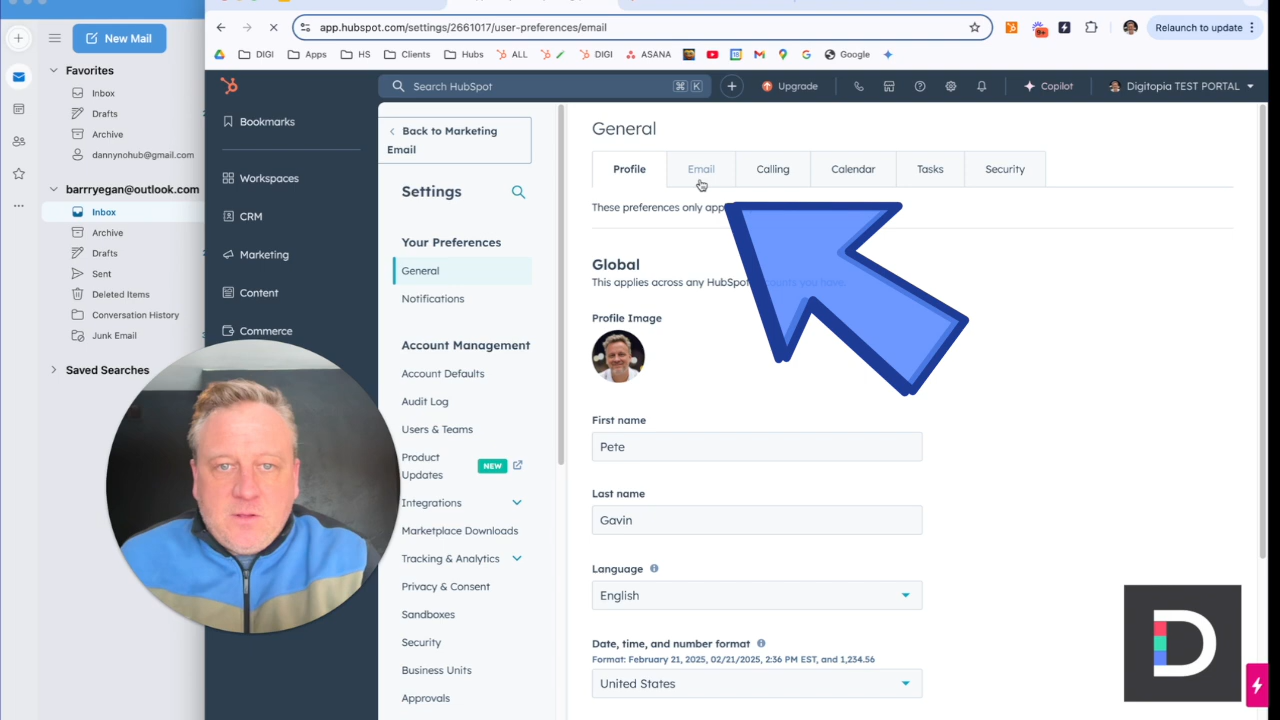 New Mail
Favorites
Inbox
Drafts
Archive
dannynohub@gmail.com
barrryegan@outlook.com
Inbox
Archive
Drafts
Sent
Deleted Items
Conversation History
Junk Email
Saved Searches
app.hubspot.com/settings/2661017/user-preferences/email
9+
Relaunch to update
DIGI
Apps
HS
Clients
Hubs
ALL
DIGI
ASANA
18
Google
Search HubSpot
⌘ K
Upgrade
Copilot
Digitopia TEST PORTAL
Bookmarks
Workspaces
CRM
Marketing
Content
Commerce
Back to Marketing
Email
Settings
Your Preferences
General
Notifications
Account Management
Account Defaults
Audit Log
Users & Teams
Product
Updates
NEW
Integrations
Marketplace Downloads
Tracking & Analytics
Privacy & Consent
Sandboxes
Security
Business Units
Approvals
General
Profile
Email
Calling
Calendar
Tasks
Security
These preferences only
Global
This applies across any HubSpot you have.
Profile Image
First name
Pete
Last name
Gavin
Language
English
Date, time, and number format
Format: February 21, 2025, 02/21/2025, 2:36 PM EST, and 1,234.56
United States
D